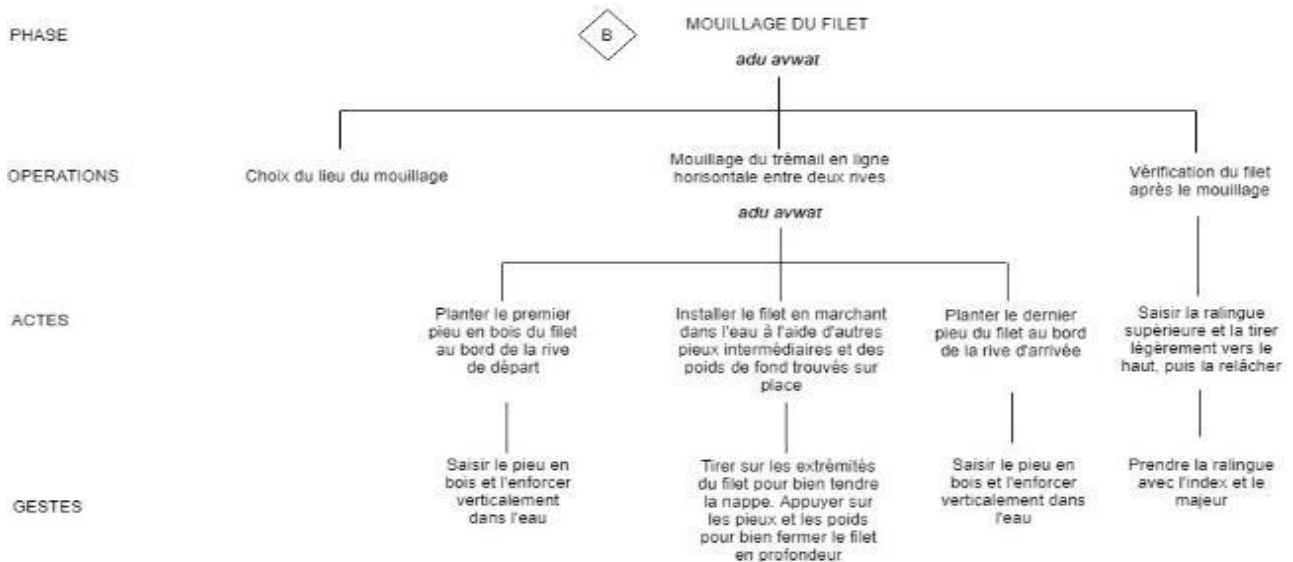 PHASE
B
MOUILLAGE DU FILET
adu avwat
OPERATIONS
Choix du lieu du mouillage
Mouillage du trémail en ligne
horisontale entre deux rives
adu avwat
Vérification du filet
après le mouillage
ACTES
Planter le premier
pieu en bois du filet
au bord de la rive
de départ
Installer le filet en marchant
dans l'eau à l'aide d'autres
pieux intermédiaires et des
poids de fond trouvés sur
place
Planter le dernier
pieu du filet au bord
de la rive d'arrivée
Saisir la ralingue
supérieure et la tirer
légèrement vers le
haut, puis la relâcher
GESTES
Saisir le pieu en
bois et l'enforcer
verticalement
dans l'eau
Tirer sur les extrémités
du filet pour bien tendre
la nappe. Appuyer sur
les pieux et les poids
pour bien fermer le filet
en profondeur
Saisir le pieu en
bois et l'enforcer
verticalement dans
l'eau
Prendre la ralingue
avec l'index et le
majeur